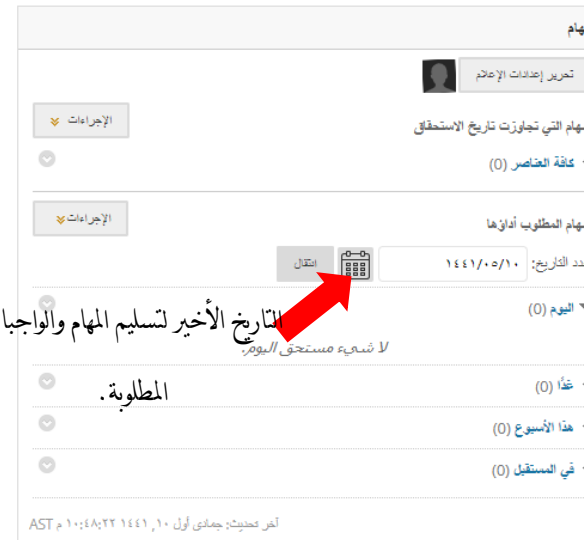 هام
تحرير إعدادات الإعلام
الإجراءات
مهام التي تجاوزت تاريخ الاستحقاق
كافة العناصر (0)
الإجراءات
مهام المطلوب أداؤها
دد التاريخ: ١٤٤١/٠٥/١٠ انتقال
اليوم (0)
التاريخ الأخير لتسليم المهام والواجبا
لا شيء مستحق اليوم.
المطلوبة.
غدًا (0)
هذا الأسبوع (0)
في المستقبل (0)
آخر تحديث: جمادى أول ١٠, ١٤٤١ ١٠:٤٨:٢٢ م AST